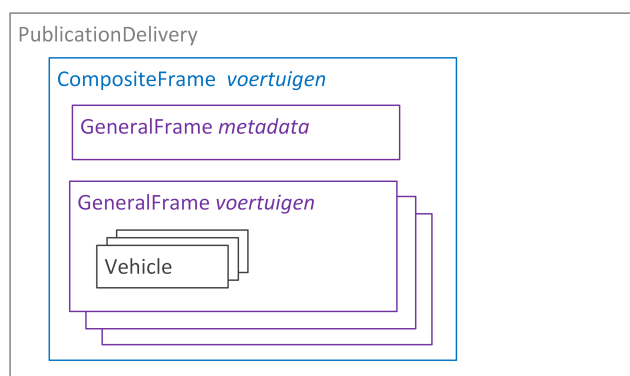 PublicationDelivery
CompositeFrame voertuigen
GeneralFrame metadata
GeneralFrame voertuigen
Vehicle